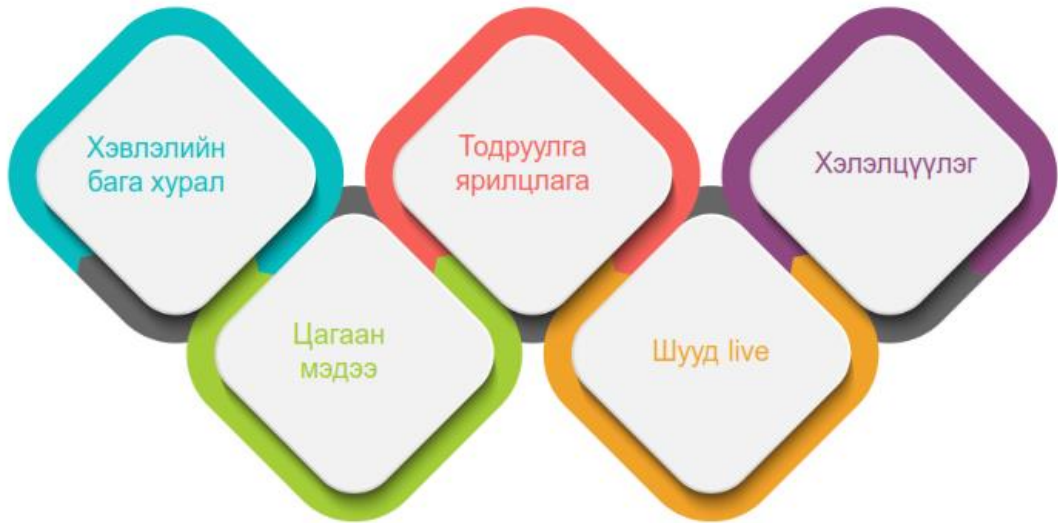 Хэвлэлийн
бага хурал
Цагаан
мэдээ
Тодруулга
ярилцлага
Шууд live
Хэлэлцүүлэг